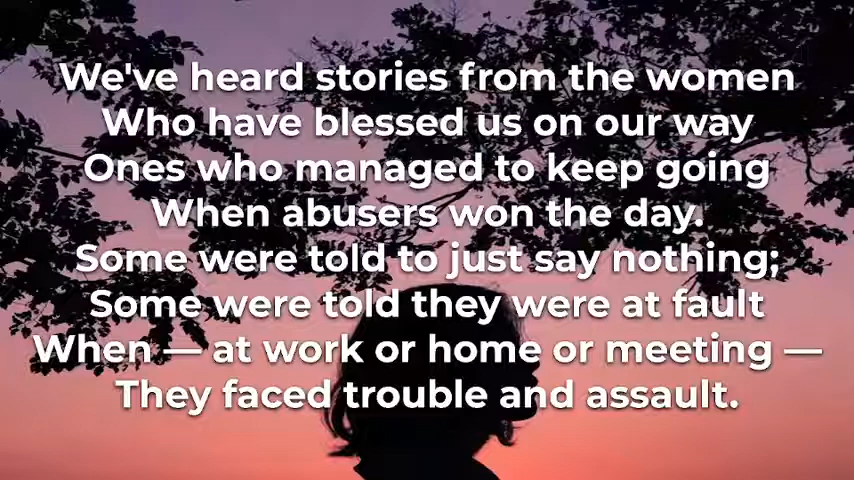 We've heard stories from the women
Who have blessed us on our way
Ones who managed to keep going
When abusers won the day.
Some were told to just say nothing;
Some were told they were at fault
When — at work or home or meeting —
They faced trouble and assault.